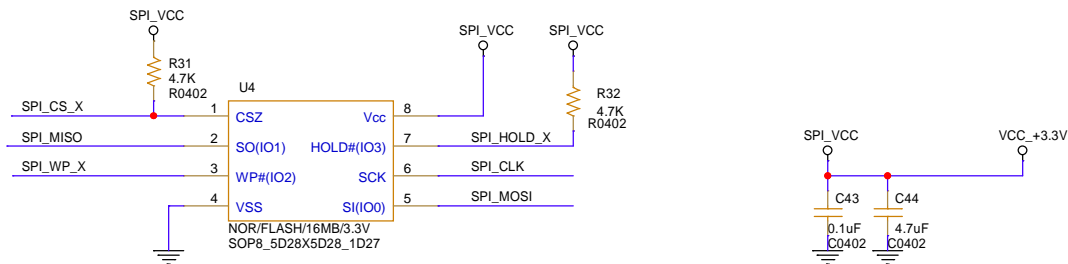 SPI_VCC
R31
4.7K
R0402
SPI_CS_X
SPI_MISO
SPI_WP_X
1
2
3
4
U4
CSZ
SO(IO1)
WP#(IO2)
VSS
Vcc
HOLD#(IO3)
SCK
SI(IO0)
NOR/FLASH/16MB/3.3V
SOP8_5D28X5D28_1D27
8
7
6
5
SPI_VCC
SPI_VCC
R32
4.7K
R0402
SPI_HOLD_X
SPI_CLK
SPI_MOSI
SPI_VCC
VCC_+3.3V
C43
0.1uF
C0402
C44
4.7uF
C0402